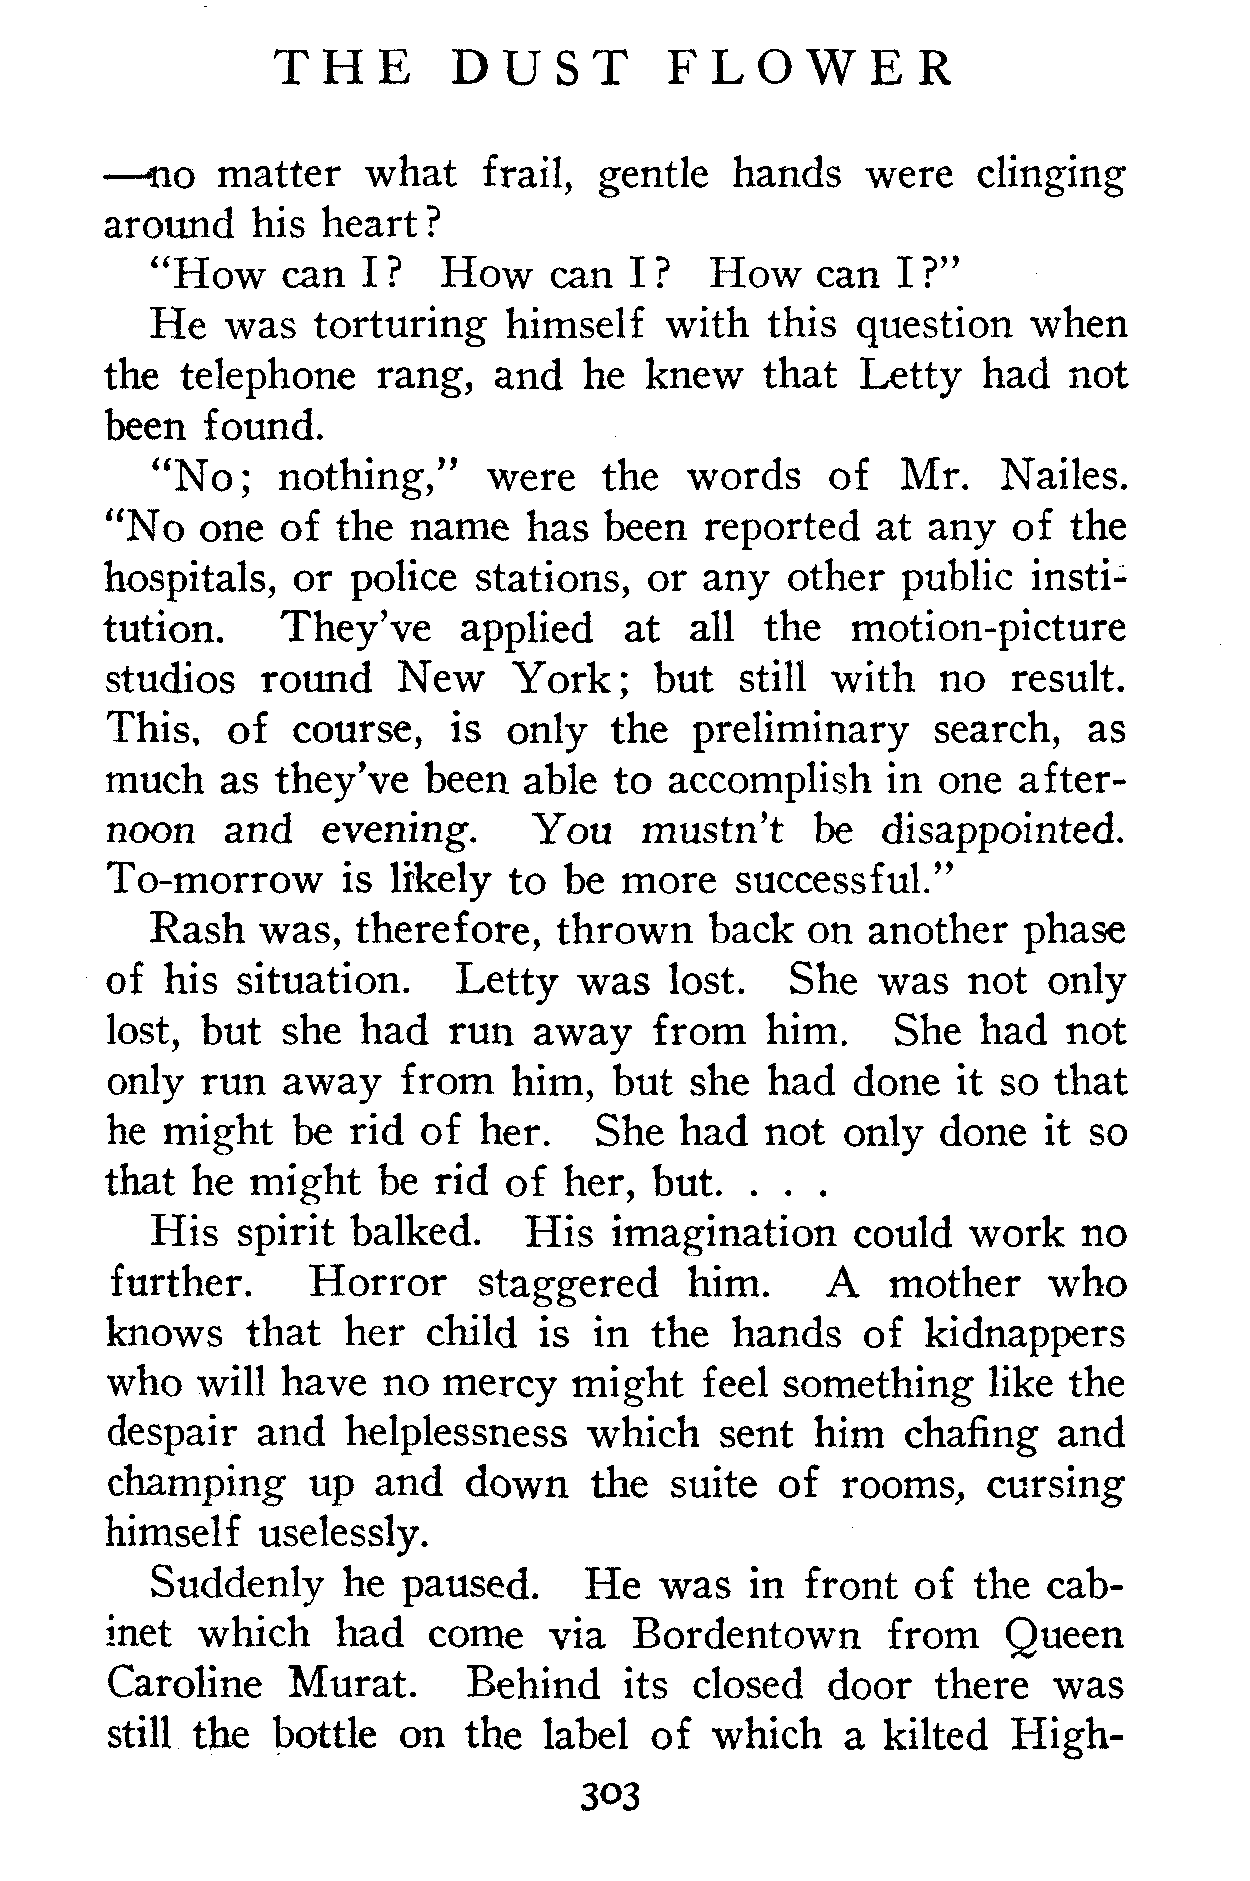 THE DUST FLOWER
—no matter what frail, gentle hands were clinging
around his heart?
"How can I? How can I? How can I?"
He was torturing himself with this question when
the telephone rang, and he knew that Letty had not
been found.
"No; nothing," were the words of Mr. Nailes.
"No one of the name has been reported at any of the
hospitals, or police stations, or any other public insti-
tution. They've applied at all the motion-picture
studios round New York; but still with no result.
This, of course, is only the preliminary search, as
much as they've been able to accomplish in one after-
noon and evening. You mustn't be disappointed.
To-morrow is likely to be more successful."
Rash was, therefore, thrown back on another phase
of his situation. Letty was lost. She was not only
lost, but she had run away from him. She had not
only run away from him, but she had done it so that
he might be rid of her. She had not only done it so
that he might be rid of her, but. . . .
His spirit balked. His imagination could work no
further. Horror staggered him. A mother who
knows that her child is in the hands of kidnappers
who will have no mercy might feel something like the
despair and helplessness which sent him chafing and
champing up and down the suite of rooms, cursing
himself uselessly.
Suddenly he paused. He was in front of the cab-
inet which had come via Bordentown from Queen
Caroline Murat. Behind its closed door there was
still the bottle on the label of which a kilted High-
303